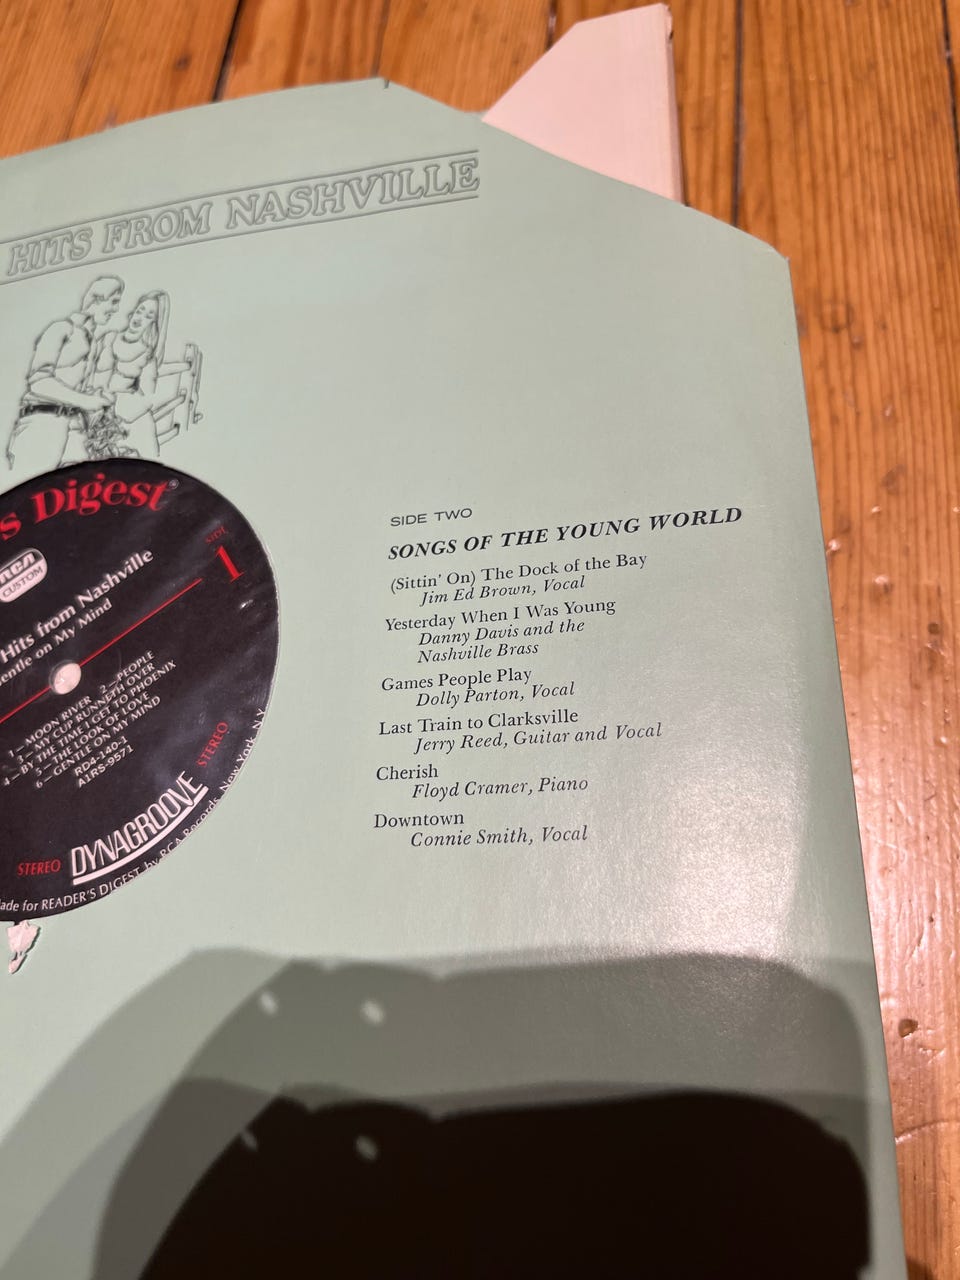 HITS FROM NASHVILLE
s Digest®
RCA
CUSTOM
SIDE
1
Hits from Nashville
entle on My Mind
1—MOON RIVER 2—PEOPLE
3—MY CUP RUNNETH OVER
4—BY THE TIME I GET TO PHOENIX
5—THE LOOK OF LOVE
6—GENTLE ON MY MIND
RD4-140-1
A1RS-9571
STEREO
STEREO
DYNAGROOVE
ade for READER'S DIGEST by RCA Records, New York, N.Y.
SIDE TWO
SONGS OF THE YOUNG WORLD
(Sittin' On) The Dock of the Bay
Jim Ed Brown, Vocal
Yesterday When I Was Young
Danny Davis and the
Nashville Brass
Games People Play
Dolly Parton, Vocal
Last Train to Clarksville
Jerry Reed, Guitar and Vocal
Cherish
Floyd Cramer, Piano
Downtown
Connie Smith, Vocal